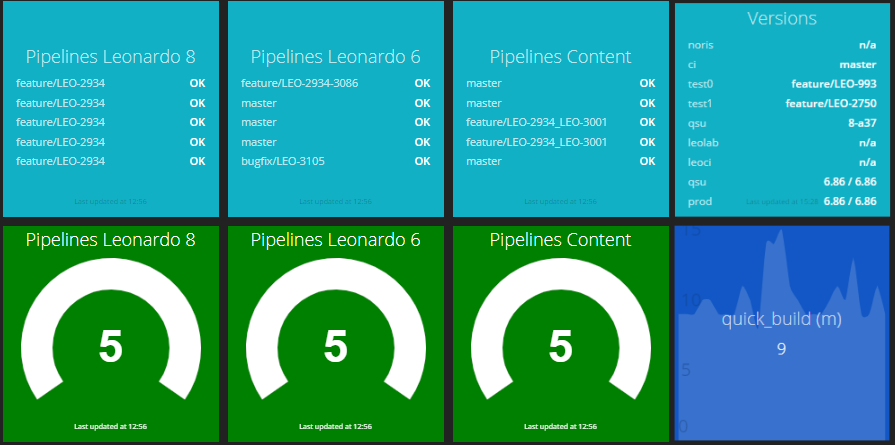 Pipelines Leonardo 8
feature/LEO-2934 OK
feature/LEO-2934 OK
feature/LEO-2934 OK
feature/LEO-2934 OK
feature/LEO-2934 OK
Last updated at 12:56
Pipelines Leonardo 6
feature/LEO-2934-3086 OK
master OK
master OK
master OK
bugfix/LEO-3105 OK
Last updated at 12:56
Pipelines Content
master OK
master OK
feature/LEO-2934_LEO-3001 OK
feature/LEO-2934_LEO-3001 OK
master OK
Last updated at 12:56
Versions
noris n/a
ci master
test0 feature/LEO-993
test1 feature/LEO-2750
qsu 8-a37
leolab n/a
leoci n/a
qsu 6.86 / 6.86
prod 6.86 / 6.86
Last updated at
Pipelines Leonardo 8
5
Last updated at 12:56
Pipelines Leonardo 6
5
Last updated at 12:56
Pipelines Content
5
Last updated at 12:56
15
10
quick_build (m)
9
5
0